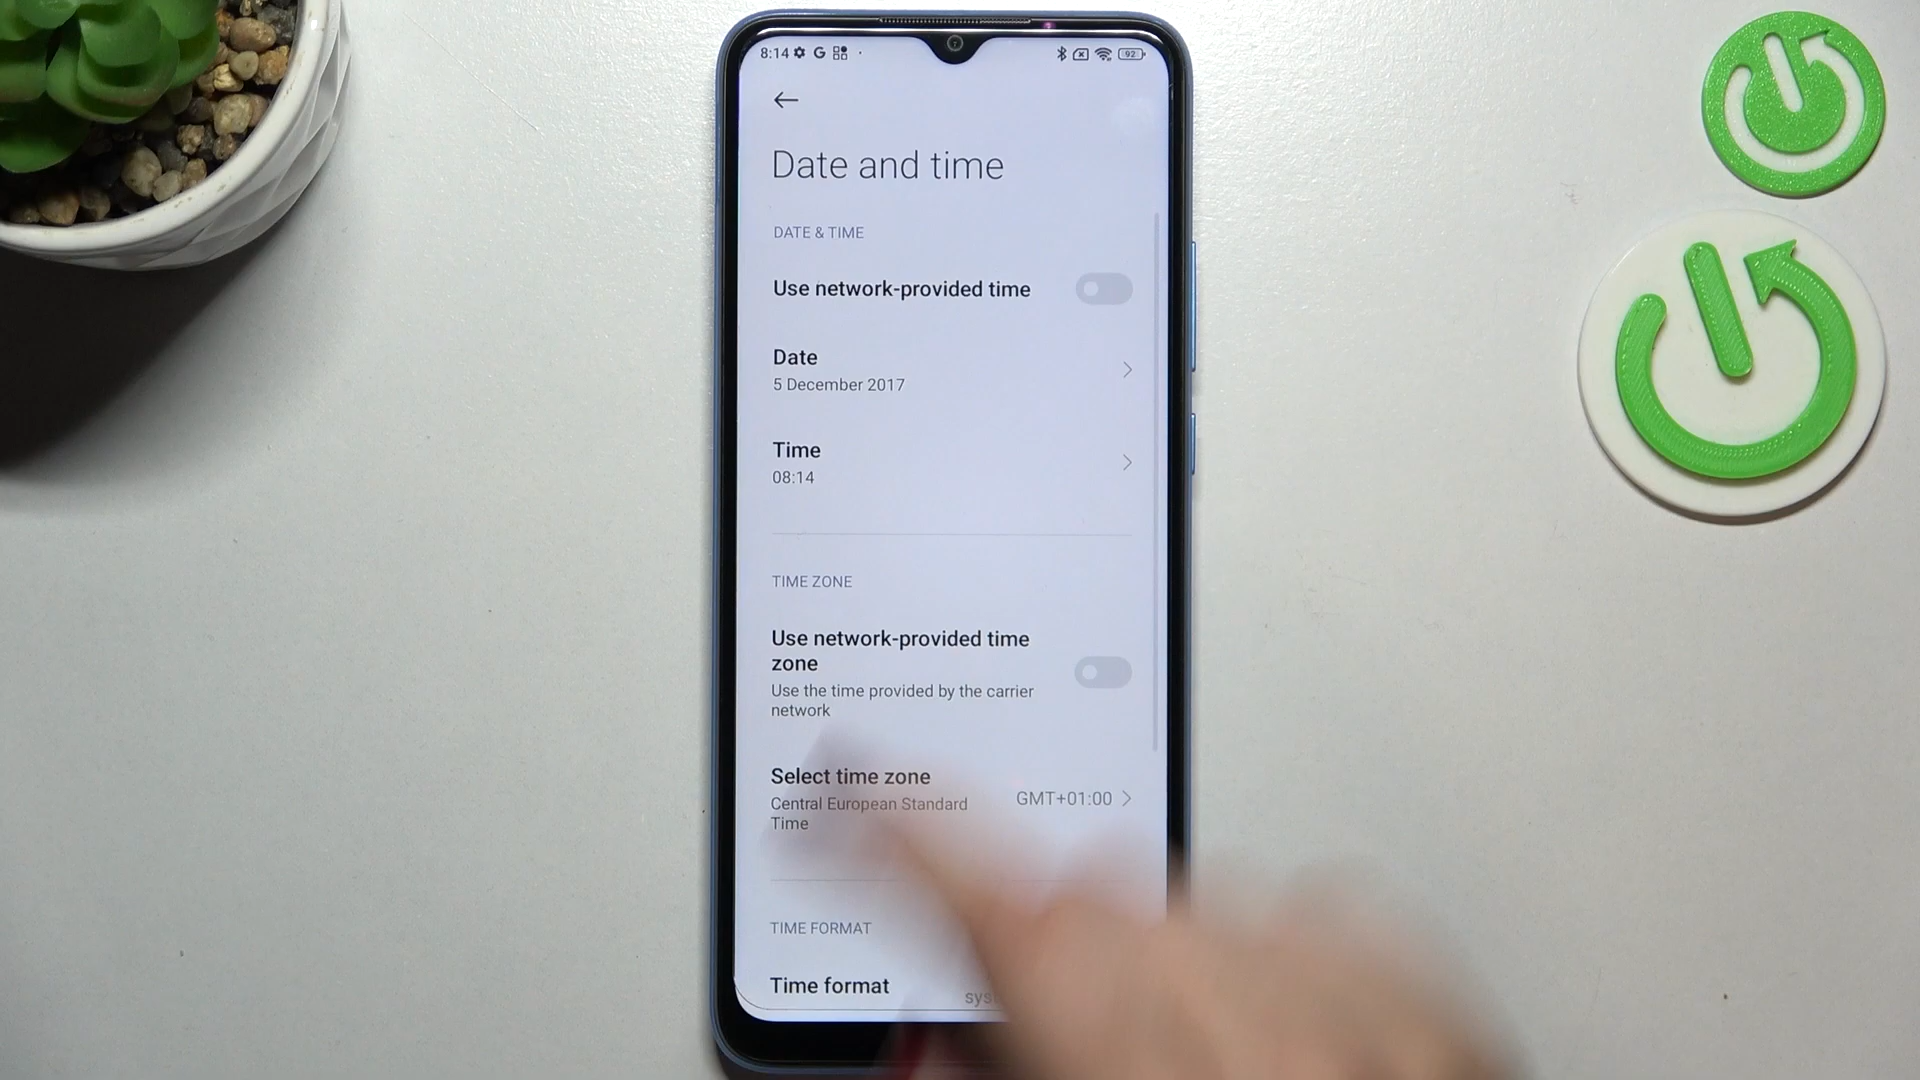 8:14
92
Date and time
DATE & TIME
Use network-provided time
Date
5 December 2017
Time
08:14
TIME ZONE
Use network-provided time
zone
Use the time provided by the carrier
network
Select time zone
Central European Standard
Time
GMT+01:00
TIME FORMAT
Time format